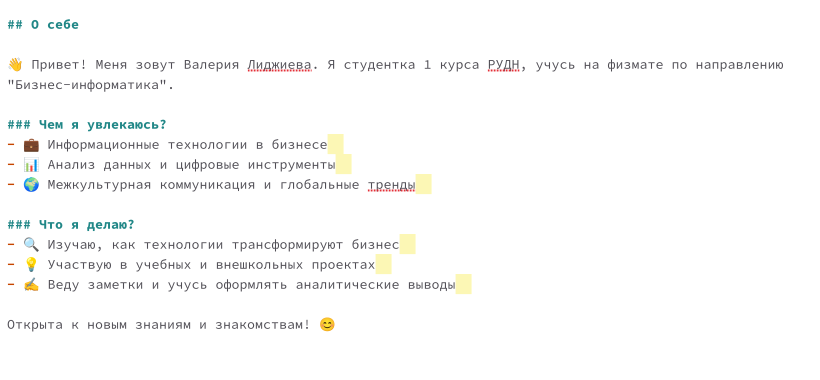 ## О себе
👋 Привет! Меня зовут Валерия Лиджиева. Я студентка 1 курса РУДН, учусь на физмате по направлению
"Бизнес-информатика".
### Чем я увлекаюсь?
- 💼 Информационные технологии в бизнесе
- 📊 Анализ данных и цифровые инструменты
- 🌍 Межкультурная коммуникация и глобальные тренды
### Что я делаю?
- 🔍 Изучаю, как технологии трансформируют бизнес
- 💡 Участвую в учебных и внешкольных проектах
- ✍️ Веду заметки и учусь оформлять аналитические выводы
Открыта к новым знаниям и знакомствам! 😊